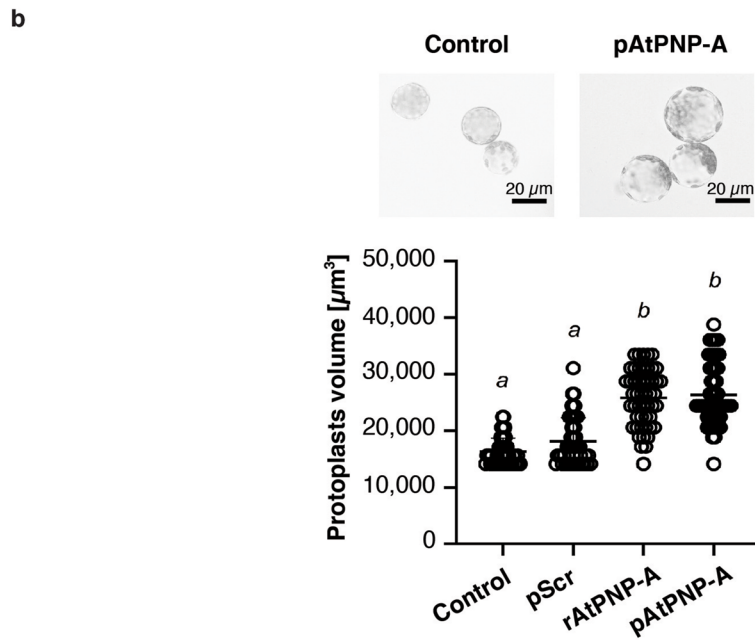 b
Control
pAtPNP-A
20 µm
20 µm
Protoplasts volume [µm³]
50,000
40,000
30,000
20,000
10,000
0
a
a
b
b
Control
pScr
rAtPNP-A
pAtPNP-A